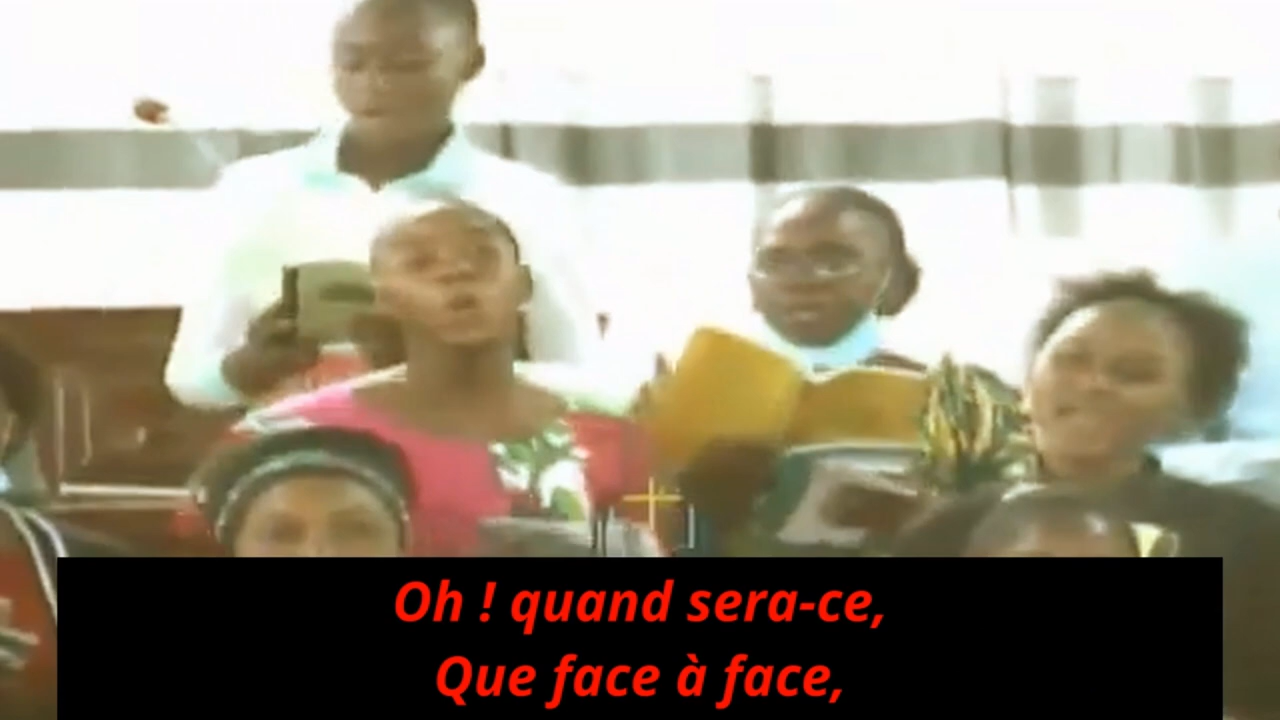 Oh ! quand sera-ce,
Que face à face,